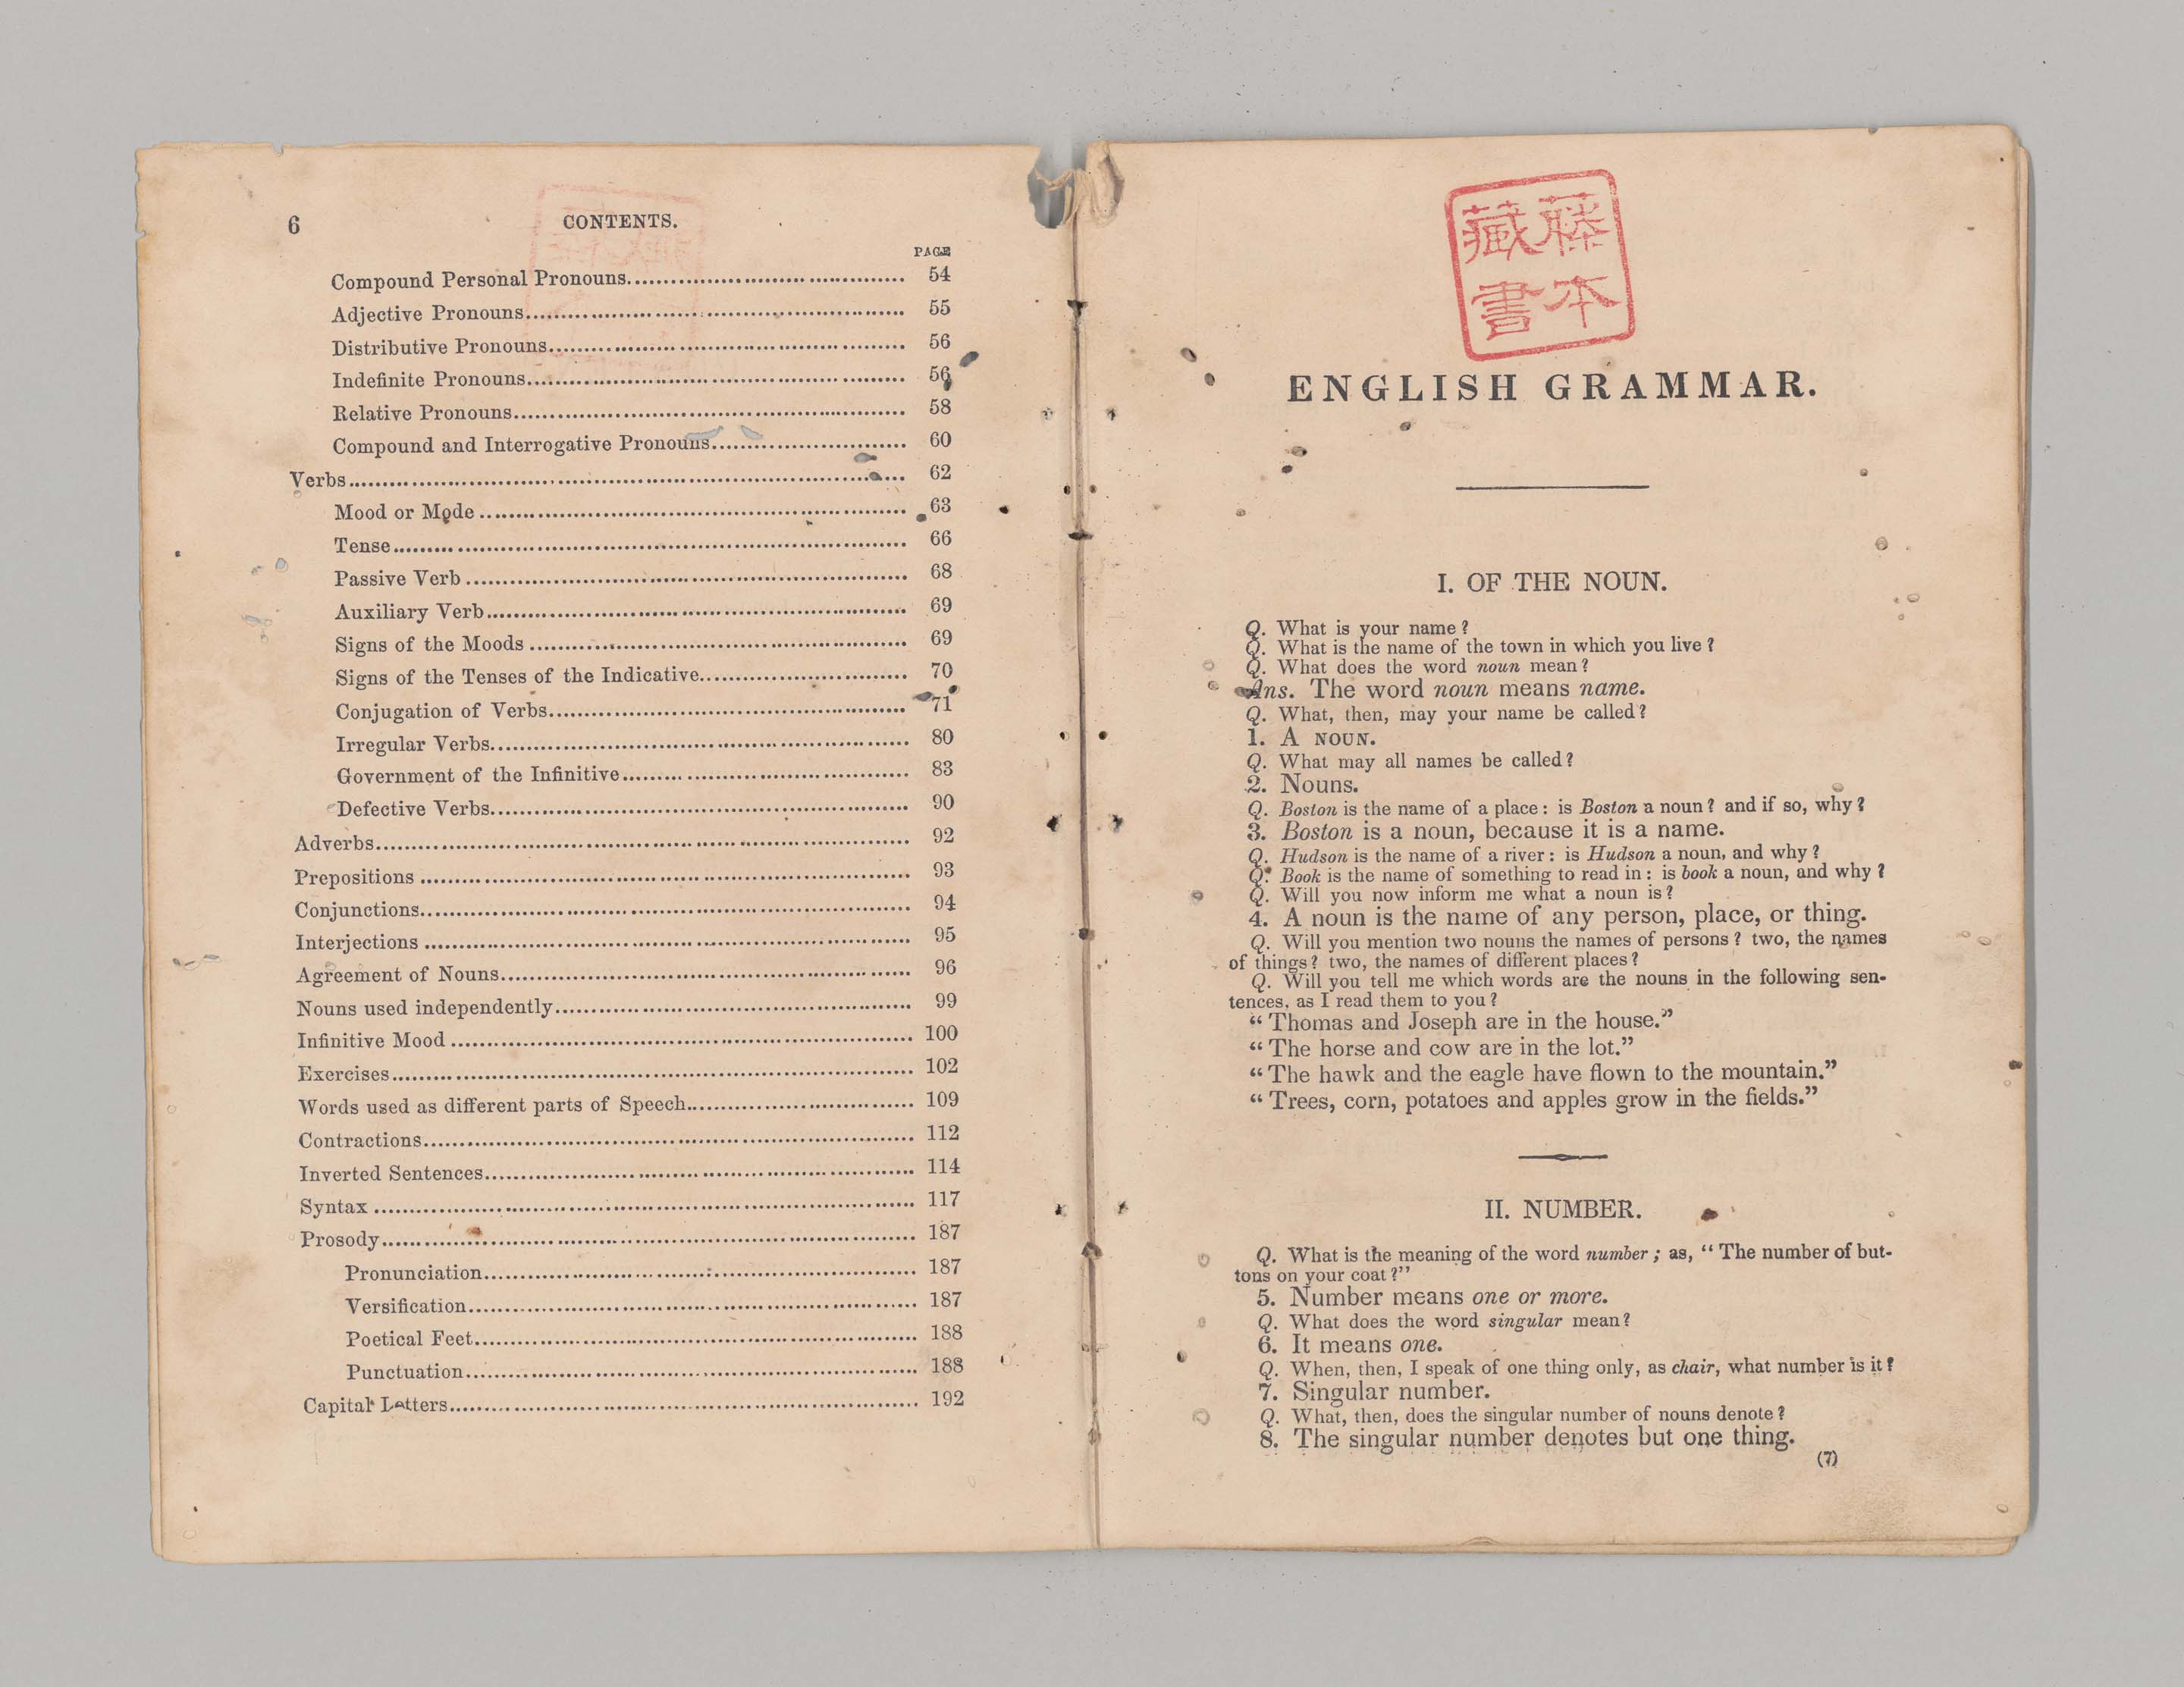 6 CONTENTS.
PAGE
Compound Personal Pronouns 54
Adjective Pronouns 55
Distributive Pronouns 56
Indefinite Pronouns 56
Relative Pronouns 58
Compound and Interrogative Pronouns 60
Verbs 62
Mood or Mode 63
Tense 66
Passive Verb 68
Auxiliary Verb 69
Signs of the Moods 69
Signs of the Tenses of the Indicative 70
Conjugation of Verbs 71
Irregular Verbs 80
Government of the Infinitive 83
Defective Verbs 90
Adverbs 92
Prepositions 93
Conjunctions 94
Interjections 95
Agreement of Nouns 96
Nouns used independently 99
Infinitive Mood 100
Exercises 102
Words used as different parts of Speech 109
Contractions 112
Inverted Sentences 114
Syntax 117
Prosody 187
Pronunciation 187
Versification 187
Poetical Feet 188
Punctuation 188
Capital Letters 192
藤本
藏書
ENGLISH GRAMMAR.
I. OF THE NOUN.
Q. What is your name?
Q. What is the name of the town in which you live?
Q. What does the word noun mean?
Ans. The word noun means name.
Q. What, then, may your name be called?
1. A NOUN.
Q. What may all names be called?
2. Nouns.
Q. Boston is the name of a place: is Boston a noun? and if so, why?
3. Boston is a noun, because it is a name.
Q. Hudson is the name of a river: is Hudson a noun, and why?
Q. Book is the name of something to read in: is book a noun, and why?
Q. Will you now inform me what a noun is?
4. A noun is the name of any person, place, or thing.
Q. Will you mention two nouns the names of persons? two, the names
of things? two, the names of different places?
Q. Will you tell me which words are the nouns in the following sen-
tences, as I read them to you?
"Thomas and Joseph are in the house."
"The horse and cow are in the lot."
"The hawk and the eagle have flown to the mountain."
"Trees, corn, potatoes and apples grow in the fields."
II. NUMBER.
Q. What is the meaning of the word number; as, "The number of but-
tons on your coat?"
5. Number means one or more.
Q. What does the word singular mean?
6. It means one.
Q. When, then, I speak of one thing only, as chair, what number is it?
7. Singular number.
Q. What, then, does the singular number of nouns denote?
8. The singular number denotes but one thing.
(7)